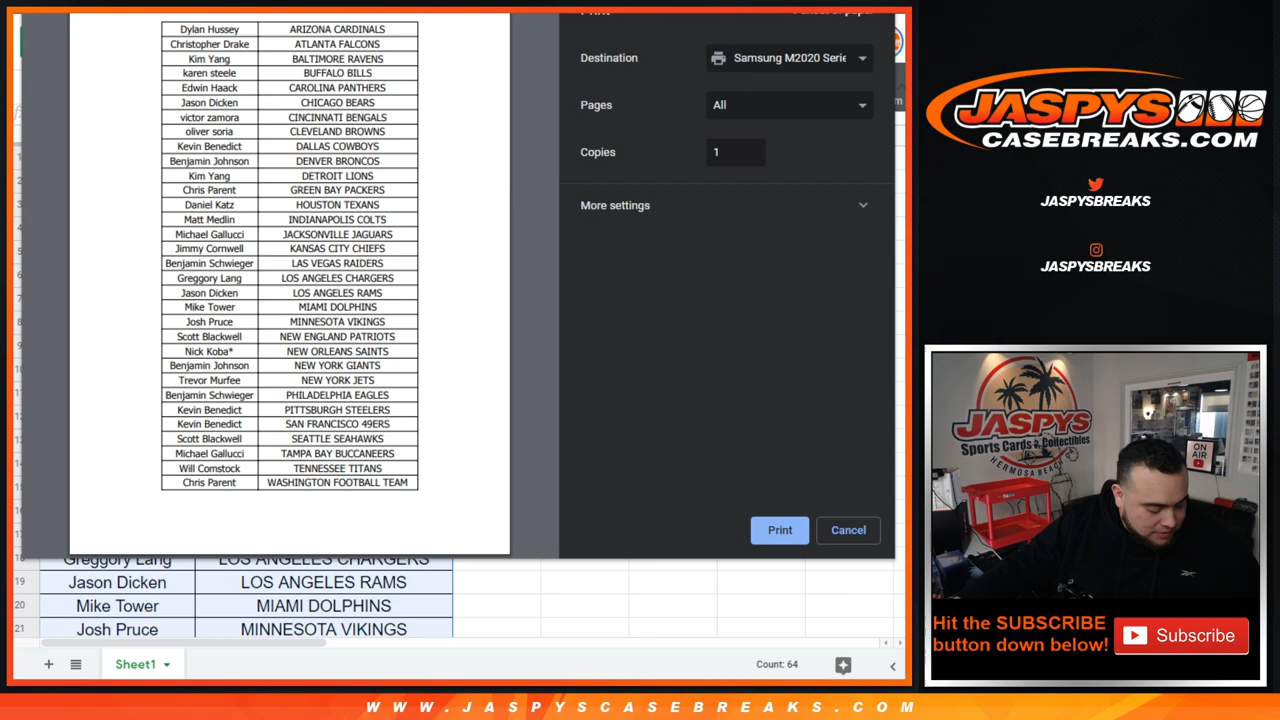 Dylan Hussey ARIZONA CARDINALS
Christopher Drake ATLANTA FALCONS
Kim Yang BALTIMORE RAVENS
karen steele BUFFALO BILLS
Edwin Haack CAROLINA PANTHERS
Jason Dicken CHICAGO BEARS
victor zamora CINCINNATI BENGALS
oliver soria CLEVELAND BROWNS
Kevin Benedict DALLAS COWBOYS
Benjamin Johnson DENVER BRONCOS
Kim Yang DETROIT LIONS
Chris Parent GREEN BAY PACKERS
Daniel Katz HOUSTON TEXANS
Matt Medlin INDIANAPOLIS COLTS
Michael Gallucci JACKSONVILLE JAGUARS
Jimmy Cornwell KANSAS CITY CHIEFS
Benjamin Schwieger LAS VEGAS RAIDERS
Greggory Lang LOS ANGELES CHARGERS
Jason Dicken LOS ANGELES RAMS
Mike Tower MIAMI DOLPHINS
Josh Pruce MINNESOTA VIKINGS
Scott Blackwell NEW ENGLAND PATRIOTS
Nick Koba* NEW ORLEANS SAINTS
Benjamin Johnson NEW YORK GIANTS
Trevor Murfee NEW YORK JETS
Benjamin Schwieger PHILADELPHIA EAGLES
Kevin Benedict PITTSBURGH STEELERS
Kevin Benedict SAN FRANCISCO 49ERS
Scott Blackwell SEATTLE SEAHAWKS
Michael Gallucci TAMPA BAY BUCCANEERS
Will Comstock TENNESSEE TITANS
Chris Parent WASHINGTON FOOTBALL TEAM
Destination Samsung M2020 Serie
Pages All
Copies 1
More settings
Print Cancel
18 Greggory Lang LOS ANGELES CHARGERS
19 Jason Dicken LOS ANGELES RAMS
20 Mike Tower MIAMI DOLPHINS
21 Josh Pruce MINNESOTA VIKINGS
Sheet1
Count: 64
JASPYS
CASEBREAKS.COM
JASPYSBREAKS
JASPYSBREAKS
JASPYS
Sports Cards & Collectibles
HERMOSA BEACH
ON
AIR
Hit the SUBSCRIBE
button down below!
Subscribe
WWW.JASPYSCASEBREAKS.COM